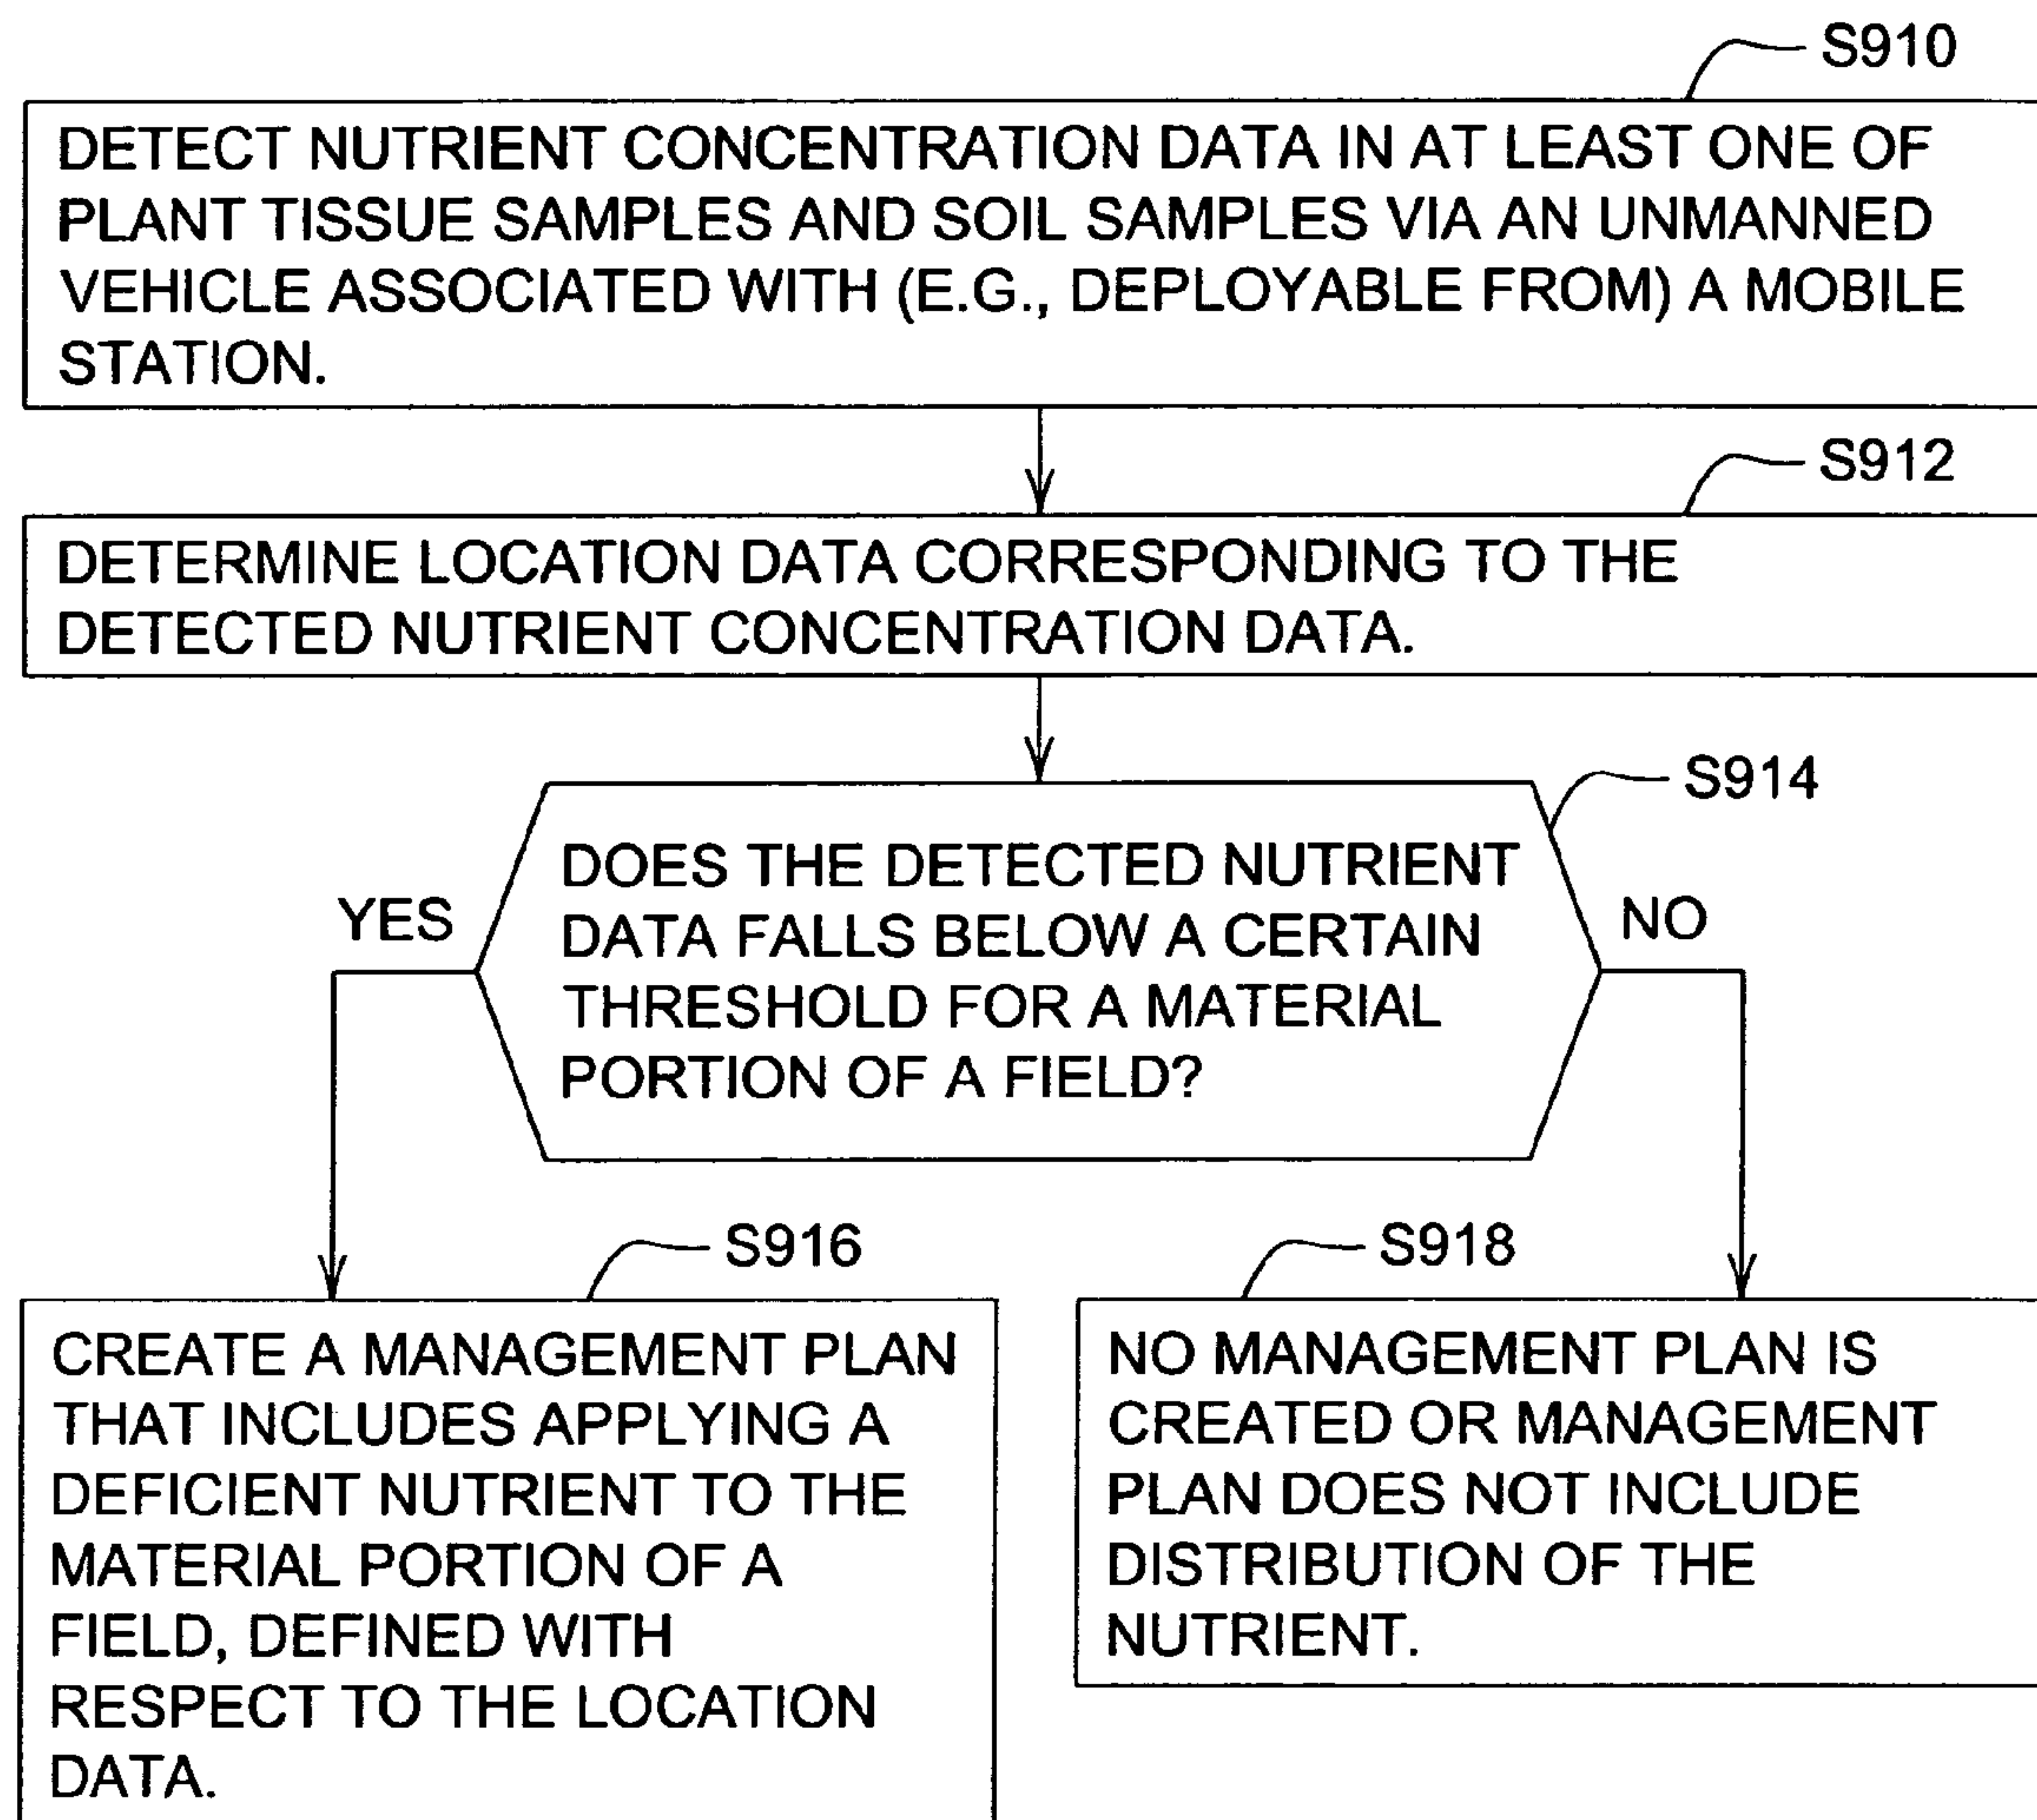 S910
DETECT NUTRIENT CONCENTRATION DATA IN AT LEAST ONE OF
PLANT TISSUE SAMPLES AND SOIL SAMPLES VIA AN UNMANNED
VEHICLE ASSOCIATED WITH (E.G., DEPLOYABLE FROM) A MOBILE
STATION.
S912
DETERMINE LOCATION DATA CORRESPONDING TO THE
DETECTED NUTRIENT CONCENTRATION DATA.
S914
DOES THE DETECTED NUTRIENT
DATA FALLS BELOW A CERTAIN
THRESHOLD FOR A MATERIAL
PORTION OF A FIELD?
YES
NO
S916
CREATE A MANAGEMENT PLAN
THAT INCLUDES APPLYING A
DEFICIENT NUTRIENT TO THE
MATERIAL PORTION OF A
FIELD, DEFINED WITH
RESPECT TO THE LOCATION
DATA.
S918
NO MANAGEMENT PLAN IS
CREATED OR MANAGEMENT
PLAN DOES NOT INCLUDE
DISTRIBUTION OF THE
NUTRIENT.